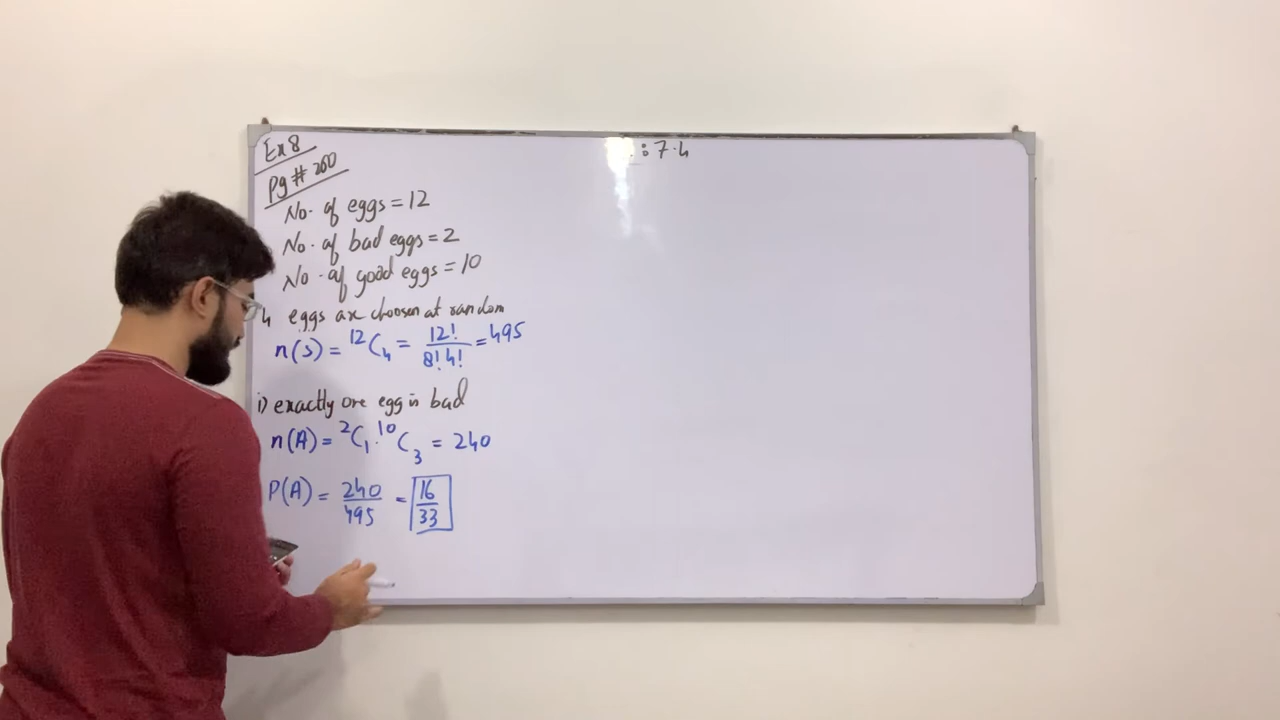 Ex 8
Pg # 260
: 7.4
No. of eggs = 12
No. of bad eggs = 2
No. of good eggs = 10
4 eggs are choosen at random
n(S) = ¹²C₄ = 12!/8!4! = 495
i) exactly one egg is bad
n(A) = ²C₁ . ¹⁰C₃ = 240
P(A) = 240/495 = 16/33